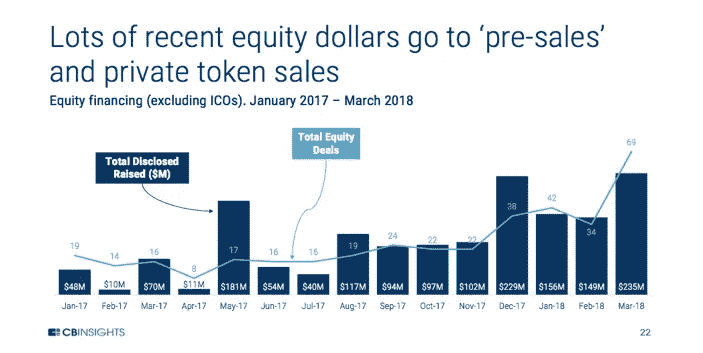 Lots of recent equity dollars go to ‘pre-sales’
and private token sales
Equity financing (excluding ICOs). January 2017 – March 2018
Total Disclosed
Raised ($M)
Total Equity
Deals
19
14
16
8
17
16
16
19
24
22
22
38
42
34
69
$48M
$10M
$70M
$11M
$181M
$54M
$40M
$117M
$94M
$97M
$102M
$229M
$156M
$149M
$235M
Jan-17
Feb-17
Mar-17
Apr-17
May-17
Jun-17
Jul-17
Aug-17
Sep-17
Oct-17
Nov-17
Dec-17
Jan-18
Feb-18
Mar-18
CBINSIGHTS
22